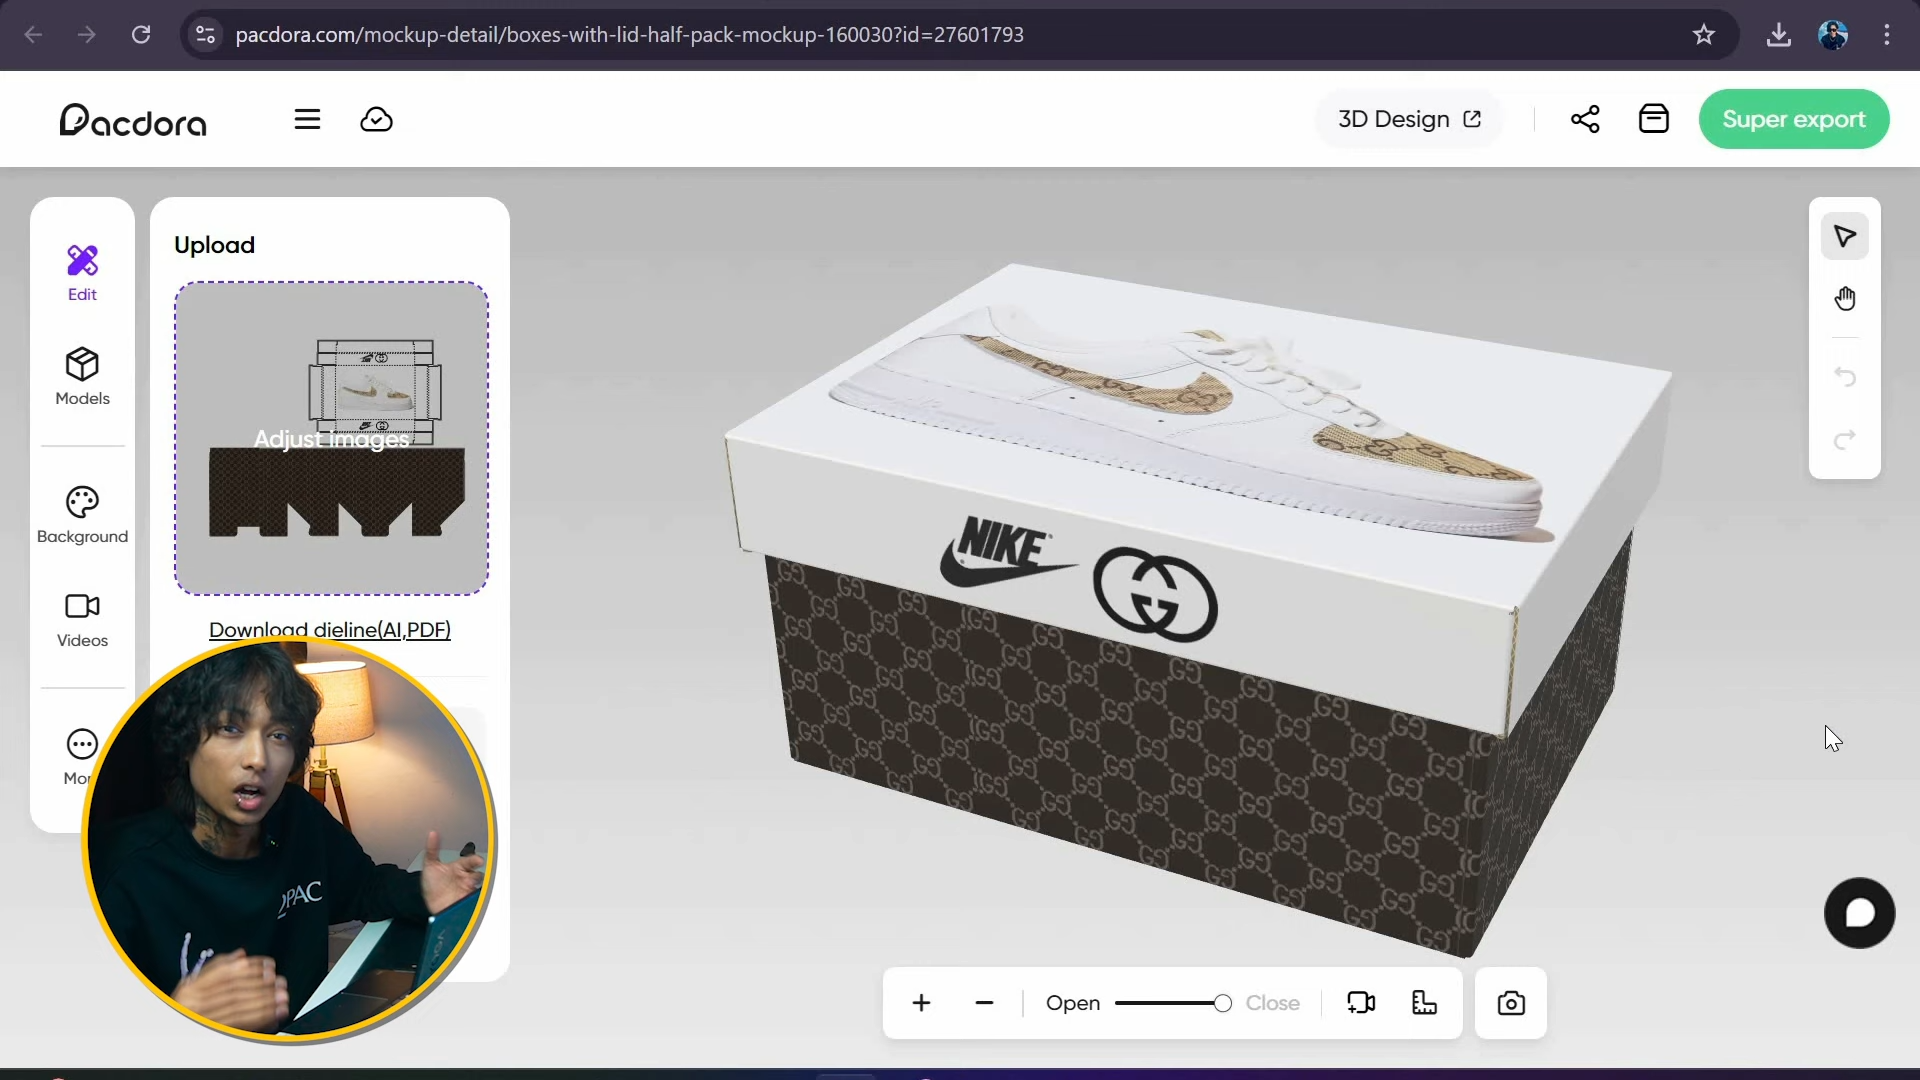 pacdora.com/mockup-detail/boxes-with-lid-half-pack-mockup-160030?id=27601793
Pacdora
3D Design
Super export
Edit
Models
Background
Videos
Upload
Adjust images
Download dieline(AI,PDF)
NIKE
2PAC
Open
Close